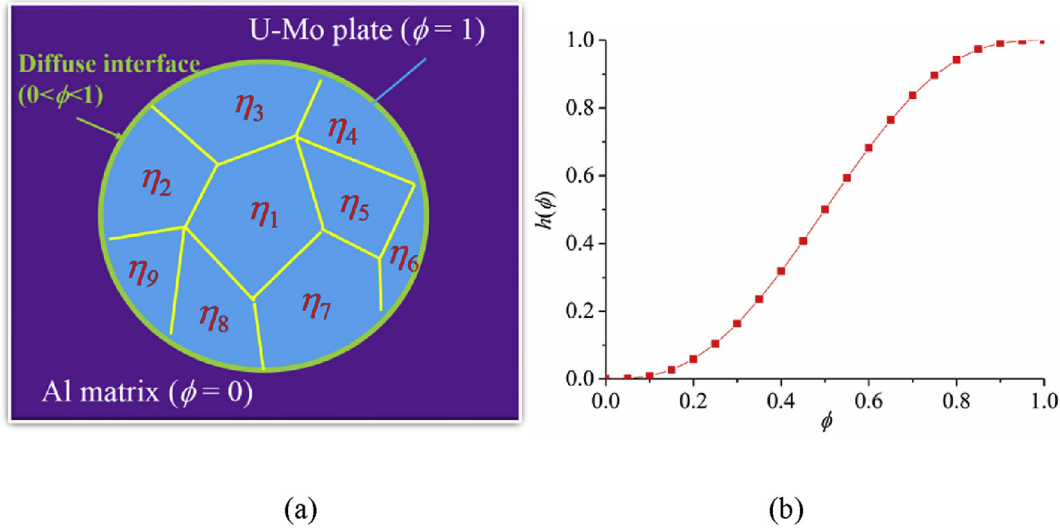 U-Mo plate (ϕ = 1)
Diffuse interface
(0<ϕ<1)
η3
η4
η2
η1
η5
η6
η9
η8
η7
Al matrix (ϕ = 0)
(a)
1.0
0.8
0.6
0.4
0.2
0.0
h(ϕ)
0.0 0.2 0.4 0.6 0.8 1.0
ϕ
(b)